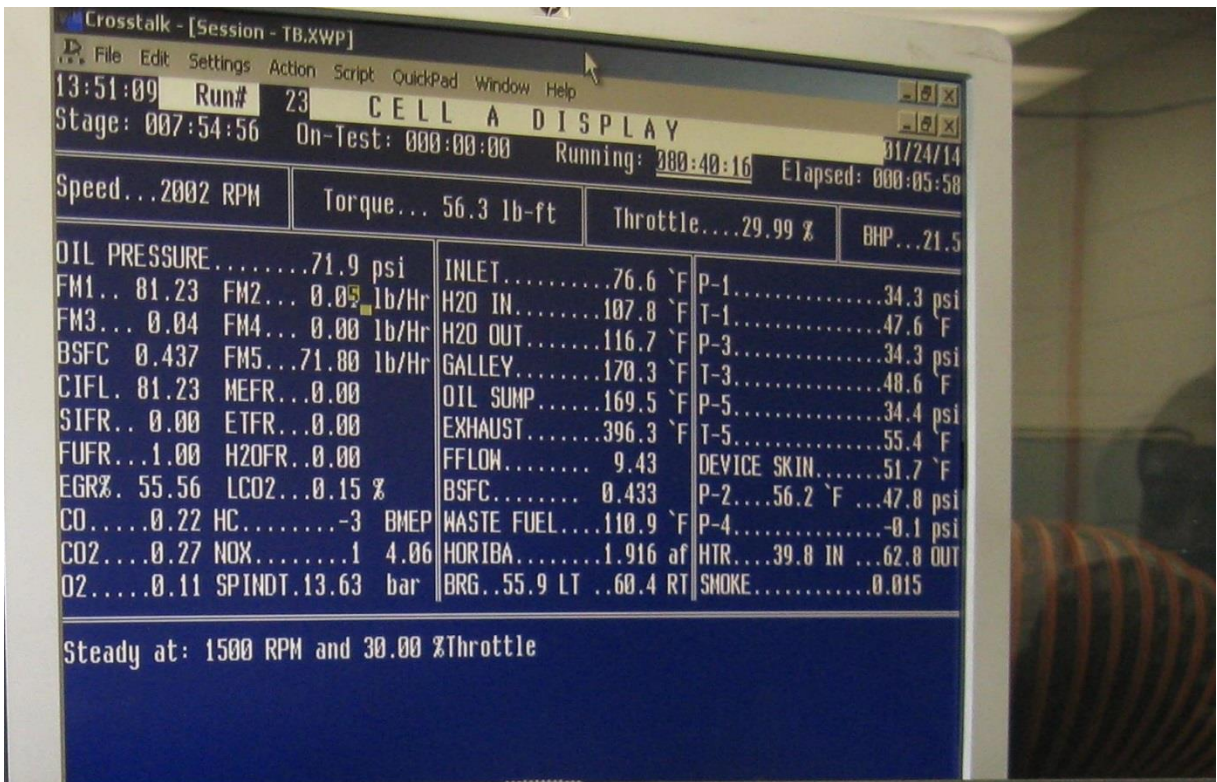 Crosstalk - [Session - TB.XWP]
File Edit Settings Action Script QuickPad Window Help
13:51:09 Run# 23 CELL A DISPLAY 01/24/14
Stage: 007:54:56 On-Test: 000:00:00 Running: 080:40:16 Elapsed: 000:05:58
Speed...2002 RPM Torque... 56.3 lb-ft Throttle....29.99 % BHP...21.5
OIL PRESSURE........71.9 psi INLET.........76.6 `F P-1...............34.3 psi
FM1.. 81.23 FM2... 0.05 lb/Hr H2O IN........107.8 `F T-1...............47.6 `F
FM3... 0.04 FM4... 0.00 lb/Hr H2O OUT.......116.7 `F P-3...............34.3 psi
BSFC 0.437 FM5...71.80 lb/Hr GALLEY........170.3 `F T-3...............48.6 `F
CIFL. 81.23 MEFR...0.00 OIL SUMP......169.5 `F P-5...............34.4 psi
SIFR.. 0.00 ETFR...0.00 EXHAUST.......396.3 `F T-5...............55.4 `F
FUFR...1.00 H2OFR..0.00 FFLOW........ 9.43 DEVICE SKIN.......51.7 `F
EGR%. 55.56 LCO2...0.15 % BSFC........ 0.433 P-2....56.2 `F ...47.8 psi
CO.....0.22 HC........-3 BMEP WASTE FUEL....110.9 `F P-4...............-0.1 psi
CO2....0.27 NOX.......1 4.06 HORIBA........1.916 af HTR....39.8 IN ...62.8 OUT
O2.....0.11 SPINDT.13.63 bar BRG..55.9 LT ..60.4 RT SMOKE............0.015
Steady at: 1500 RPM and 30.00 %Throttle